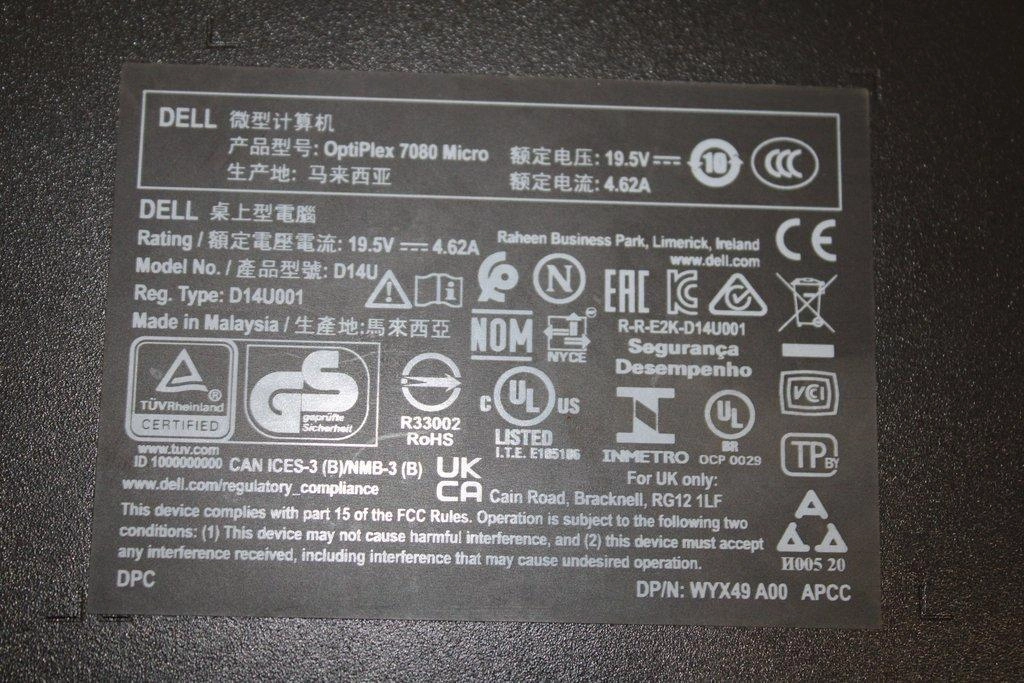 DELL 微型计算机
产品型号: OptiPlex 7080 Micro
生产地: 马来西亚
额定电压: 19.5V ⎓
额定电流: 4.62A
10
CCC
DELL 桌上型電腦
Rating / 額定電壓電流: 19.5V ⎓ 4.62A
Model No. / 產品型號: D14U
Reg. Type: D14U001
Made in Malaysia / 生產地:馬來西亞
Raheen Business Park, Limerick, Ireland
www.dell.com
CE
N
EAC
R-R-E2K-D14U001
NOM
NYCE
Segurança
Desempenho
VCI
TÜVRheinland ®
CERTIFIED
GS
geprüfte
Sicherheit
R33002
RoHS
C UL US
LISTED
I.T.E. E185106
INMETRO
UL
BR
OCP 0029
TP BY
www.tuv.com
ID 1000000000
CAN ICES-3 (B)/NMB-3 (B)
www.dell.com/regulatory_compliance
UK
CA
For UK only:
Cain Road, Bracknell, RG12 1LF
This device complies with part 15 of the FCC Rules. Operation is subject to the following two
conditions: (1) This device may not cause harmful interference, and (2) this device must accept
any interference received, including interference that may cause undesired operation.
И005 20
DPC
DP/N: WYX49 A00 APCC